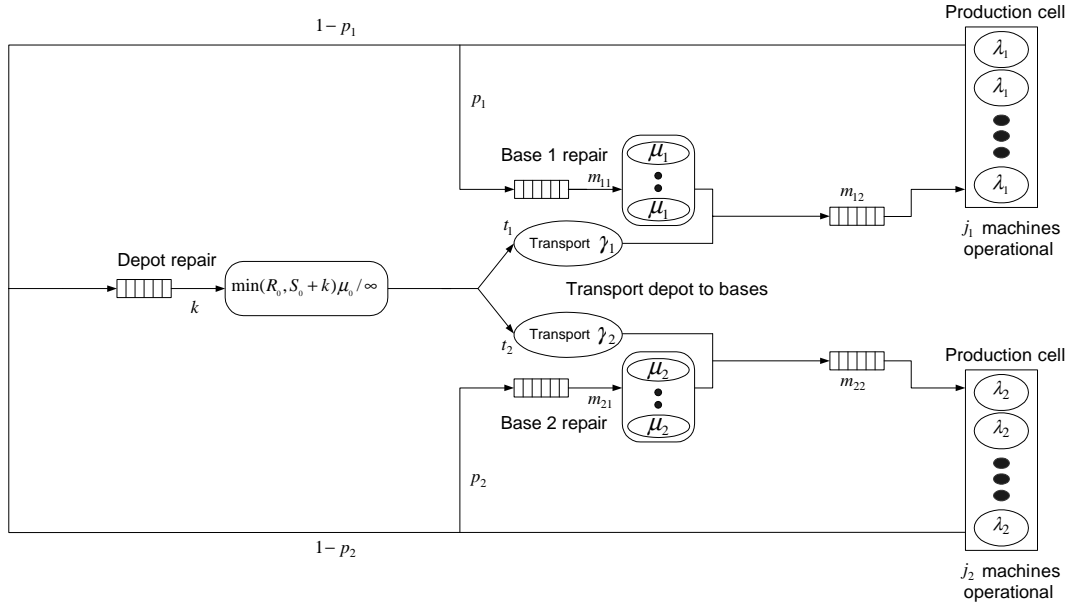 1− p₁
Production cell
λ₁
λ₁
λ₁
j₁ machines
operational
p₁
Base 1 repair
m₁₁
μ₁
μ₁
m₁₂
t₁
Transport γ₁
Depot repair
k
min(R₀, S₀ + k)μ₀ / ∞
Transport depot to bases
t₂
Transport γ₂
m₂₁
Base 2 repair
μ₂
μ₂
m₂₂
Production cell
λ₂
λ₂
λ₂
j₂ machines
operational
p₂
1− p₂